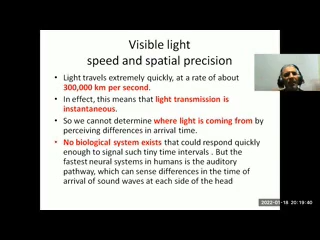 Visible light
speed and spatial precision
• Light travels extremely quickly, at a rate of about
300,000 km per second.
• In effect, this means that light transmission is
instantaneous.
• So we cannot determine where light is coming from by
perceiving differences in arrival time.
• No biological system exists that could respond quickly
enough to signal such tiny time intervals . But the
fastest neural systems in humans is the auditory
pathway, which can sense differences in the time of
arrival of sound waves at each side of the head
2022-01-18 20:19:40